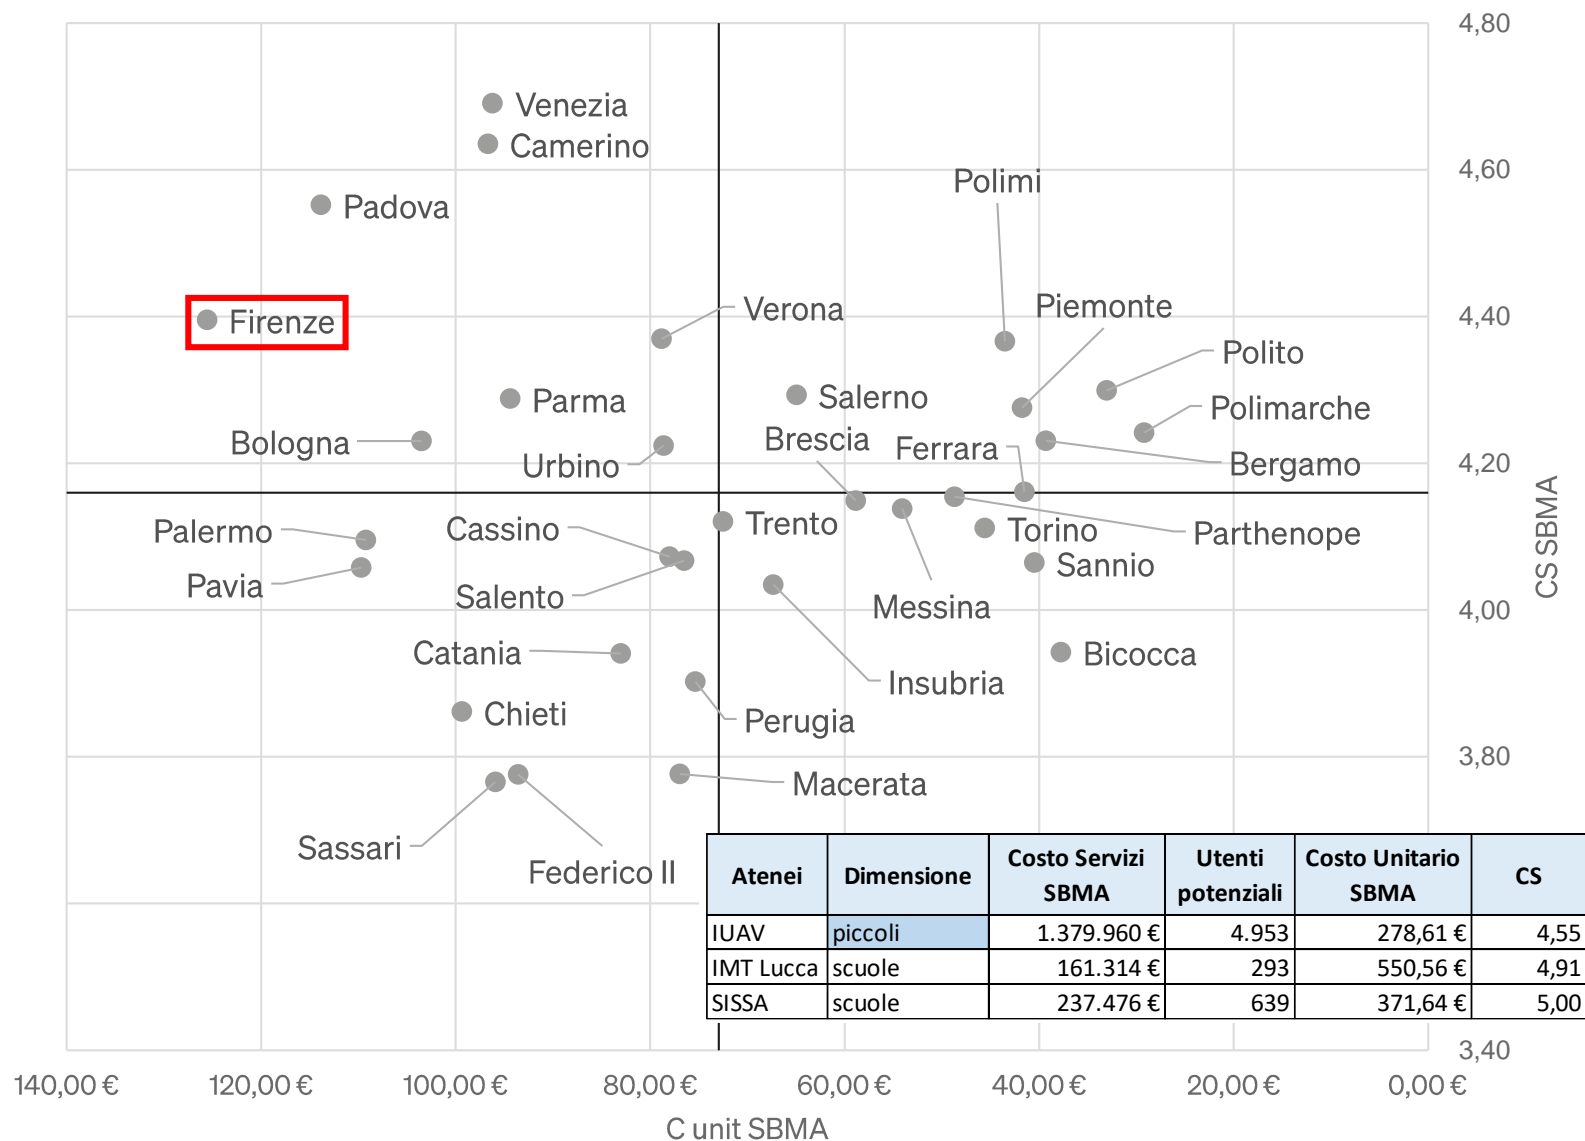 4,80
Venezia
Camerino
4,60
Polimi
Padova
Verona
Piemonte
4,40
Firenze
Polito
Parma
Salerno
Polimarche
Bologna
Brescia
Ferrara
Urbino
Bergamo
4,20
CS SBMA
Palermo
Cassino
Trento
Torino
Parthenope
Pavia
Salento
Sannio
Messina
4,00
Catania
Bicocca
Insubria
Chieti
Perugia
3,80
Macerata
Sassari
Federico II
Atenei Dimensione Costo Servizi SBMA Utenti potenziali Costo Unitario SBMA CS
IUAV piccoli 1.379.960 € 4.953 278,61 € 4,55
IMT Lucca scuole 161.314 € 293 550,56 € 4,91
SISSA scuole 237.476 € 639 371,64 € 5,00
3,40
140,00 € 120,00 € 100,00 € 80,00 € 60,00 € 40,00 € 20,00 € 0,00 €
C unit SBMA